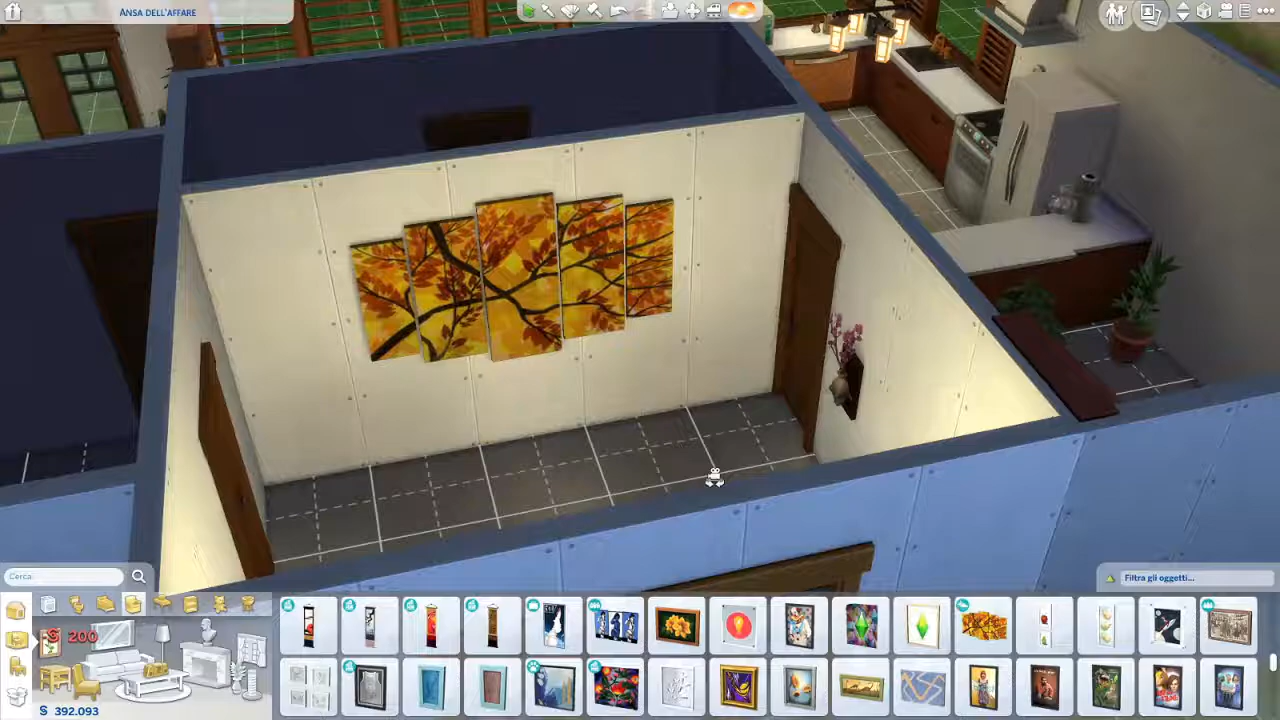 ANSA DELL'AFFARE
Cerca
Filtra gli oggetti...
$ 200
$ 392.093